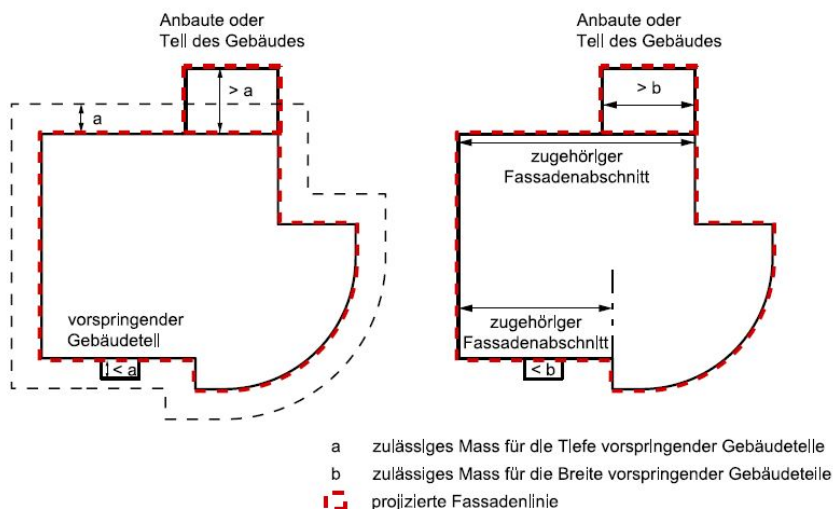 Anbaute oder
Teil des Gebäudes
> a
a
vorspringender
Gebäudeteil
< a
Anbaute oder
Teil des Gebäudes
> b
zugehöriger
Fassadenabschnitt
zugehöriger
Fassadenabschnitt
< b
a zulässiges Mass für die Tiefe vorspringender Gebäudeteile
b zulässiges Mass für die Breite vorspringender Gebäudeteile
projizierte Fassadenlinie